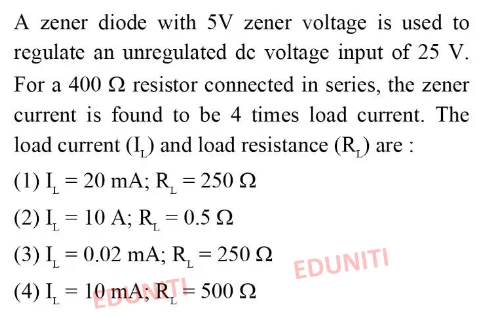 A zener diode with 5V zener voltage is used to
regulate an unregulated dc voltage input of 25 V.
For a 400 Ω resistor connected in series, the zener
current is found to be 4 times load current. The
load current (I_L) and load resistance (R_L) are :
(1) I_L = 20 mA; R_L = 250 Ω
(2) I_L = 10 A; R_L = 0.5 Ω
(3) I_L = 0.02 mA; R_L = 250 Ω
EDUNITI
(4) I_L = 10 mA; R_L = 500 Ω
EDUNITI